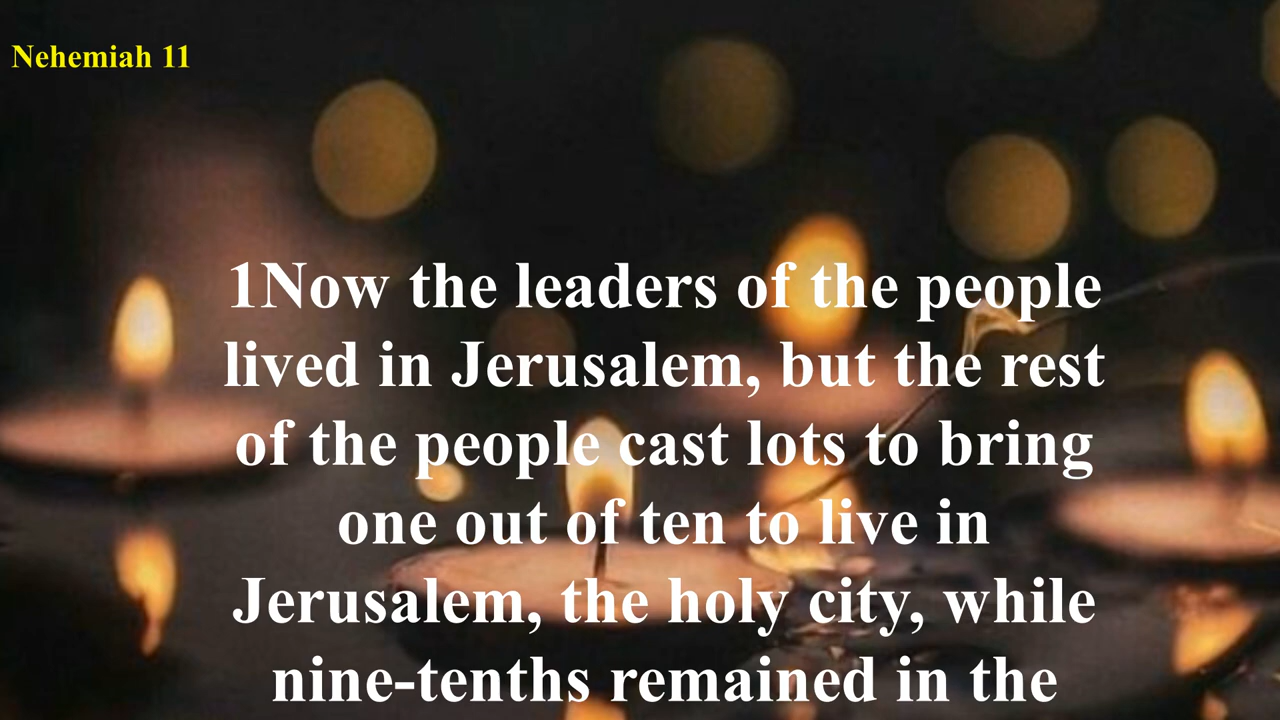 Nehemiah 11
1Now the leaders of the people
lived in Jerusalem, but the rest
of the people cast lots to bring
one out of ten to live in
Jerusalem, the holy city, while
nine-tenths remained in the